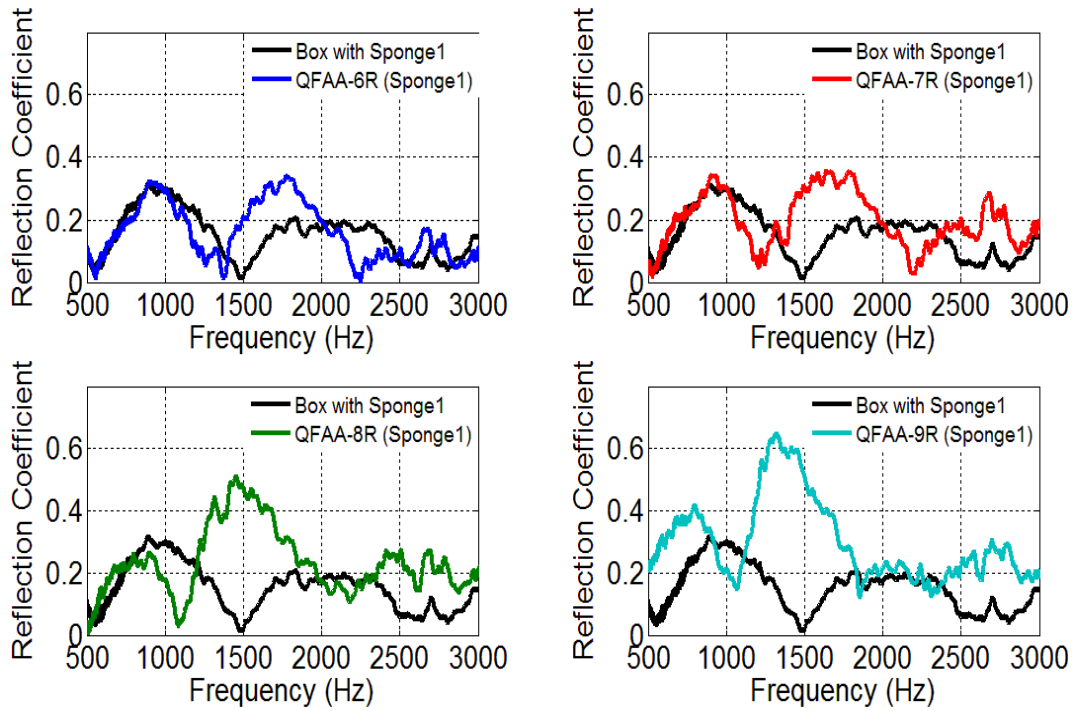 Box with Sponge1
QFAA-6R (Sponge1)
Reflection Coefficient
0.6
0.4
0.2
0
500 1000 1500 2000 2500 3000
Frequency (Hz)
Box with Sponge1
QFAA-7R (Sponge1)
Reflection Coefficient
0.6
0.4
0.2
0
500 1000 1500 2000 2500 3000
Frequency (Hz)
Box with Sponge1
QFAA-8R (Sponge1)
Reflection Coefficient
0.6
0.4
0.2
0
500 1000 1500 2000 2500 3000
Frequency (Hz)
Box with Sponge1
QFAA-9R (Sponge1)
Reflection Coefficient
0.6
0.4
0.2
0
500 1000 1500 2000 2500 3000
Frequency (Hz)